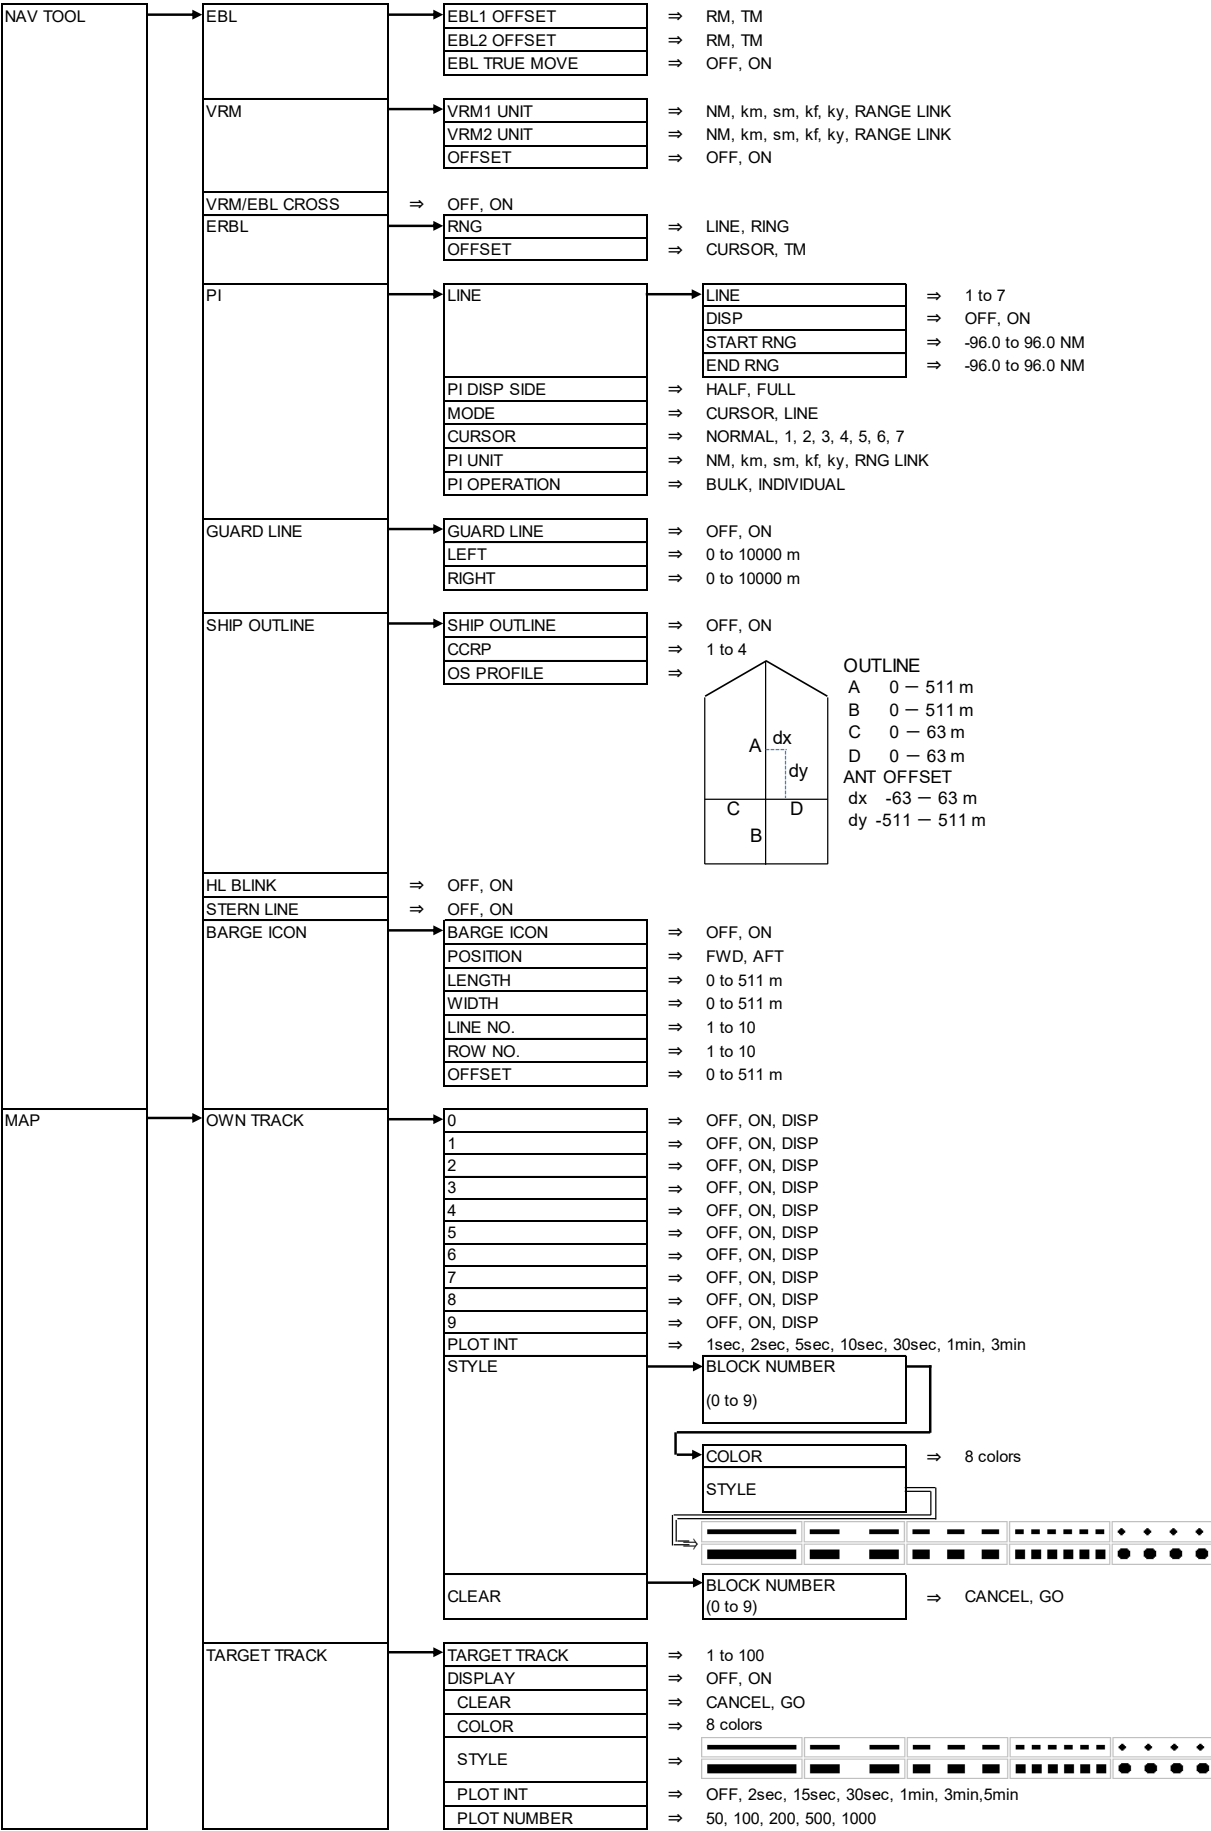 NAV TOOL EBL EBL1 OFFSET ⇒ RM, TM
EBL2 OFFSET ⇒ RM, TM
EBL TRUE MOVE ⇒ OFF, ON
VRM VRM1 UNIT ⇒ NM, km, sm, kf, ky, RANGE LINK
VRM2 UNIT ⇒ NM, km, sm, kf, ky, RANGE LINK
OFFSET ⇒ OFF, ON
VRM/EBL CROSS ⇒ OFF, ON
ERBL RNG ⇒ LINE, RING
OFFSET ⇒ CURSOR, TM
PI LINE LINE ⇒ 1 to 7
DISP ⇒ OFF, ON
START RNG ⇒ -96.0 to 96.0 NM
END RNG ⇒ -96.0 to 96.0 NM
PI DISP SIDE ⇒ HALF, FULL
MODE ⇒ CURSOR, LINE
CURSOR ⇒ NORMAL, 1, 2, 3, 4, 5, 6, 7
PI UNIT ⇒ NM, km, sm, kf, ky, RNG LINK
PI OPERATION ⇒ BULK, INDIVIDUAL
GUARD LINE GUARD LINE ⇒ OFF, ON
LEFT ⇒ 0 to 10000 m
RIGHT ⇒ 0 to 10000 m
SHIP OUTLINE SHIP OUTLINE ⇒ OFF, ON
CCRP ⇒ 1 to 4
OS PROFILE ⇒
OUTLINE
A 0 － 511 m
B 0 － 511 m
C 0 － 63 m
D 0 － 63 m
ANT OFFSET
dx -63 － 63 m
dy -511 － 511 m
A dx
dy
C D
B
HL BLINK ⇒ OFF, ON
STERN LINE ⇒ OFF, ON
BARGE ICON BARGE ICON ⇒ OFF, ON
POSITION ⇒ FWD, AFT
LENGTH ⇒ 0 to 511 m
WIDTH ⇒ 0 to 511 m
LINE NO. ⇒ 1 to 10
ROW NO. ⇒ 1 to 10
OFFSET ⇒ 0 to 511 m
MAP OWN TRACK 0 ⇒ OFF, ON, DISP
1 ⇒ OFF, ON, DISP
2 ⇒ OFF, ON, DISP
3 ⇒ OFF, ON, DISP
4 ⇒ OFF, ON, DISP
5 ⇒ OFF, ON, DISP
6 ⇒ OFF, ON, DISP
7 ⇒ OFF, ON, DISP
8 ⇒ OFF, ON, DISP
9 ⇒ OFF, ON, DISP
PLOT INT ⇒ 1sec, 2sec, 5sec, 10sec, 30sec, 1min, 3min
STYLE BLOCK NUMBER
(0 to 9)
COLOR ⇒ 8 colors
STYLE
⇒
CLEAR BLOCK NUMBER
(0 to 9) ⇒ CANCEL, GO
TARGET TRACK TARGET TRACK ⇒ 1 to 100
DISPLAY ⇒ OFF, ON
CLEAR ⇒ CANCEL, GO
COLOR ⇒ 8 colors
STYLE ⇒
PLOT INT ⇒ OFF, 2sec, 15sec, 30sec, 1min, 3min,5min
PLOT NUMBER ⇒ 50, 100, 200, 500, 1000